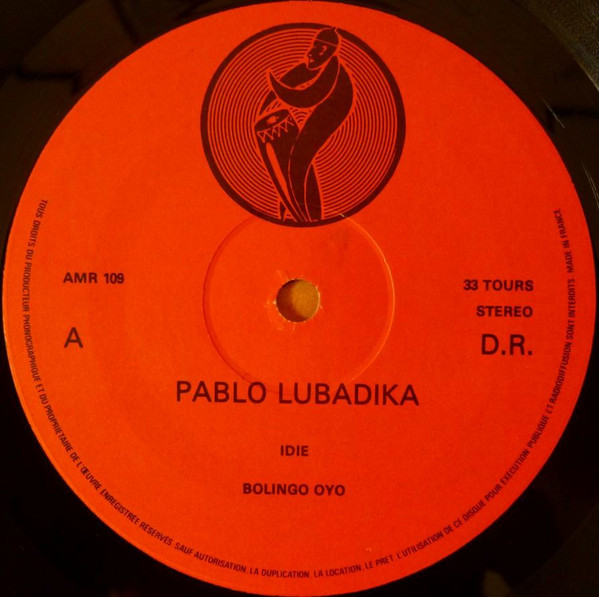 AMR 109
33 TOURS
STEREO
A
D.R.
PABLO LUBADIKA
IDIE
BOLINGO OYO
TOUS DROITS DU PRODUCTEUR PHONOGRAPHIQUE ET DU PROPRIETAIRE DE L'ŒUVRE ENREGISTREE RESERVES. SAUF AUTORISATION, LA DUPLICATION, LA LOCATION, LE PRET, L'UTILISATION DE CE DISQUE POUR EXECUTION PUBLIQUE ET RADIODIFFUSION SONT INTERDITS. MADE IN FRANCE